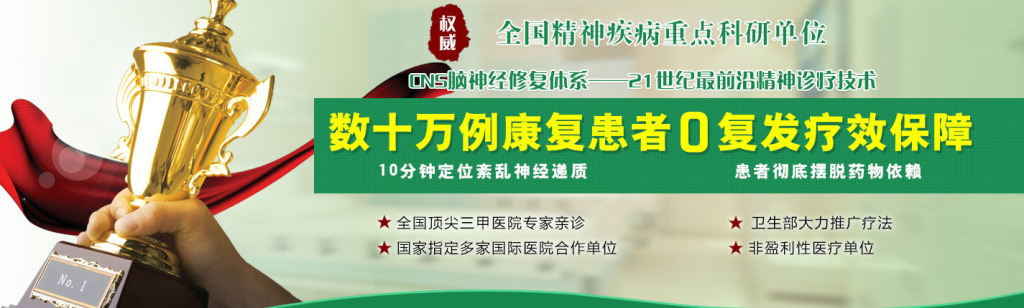 权威
全国精神疾病重点科研单位
CNS脑神经修复体系——21世纪最前沿精神诊疗技术
数十万例康复患者0复发疗效保障
10分钟定位紊乱神经递质
患者彻底摆脱药物依赖
★全国顶尖三甲医院专家亲诊
★卫生部大力推广疗法
★国家指定多家国际医院合作单位
★非盈利性医疗单位
No.1